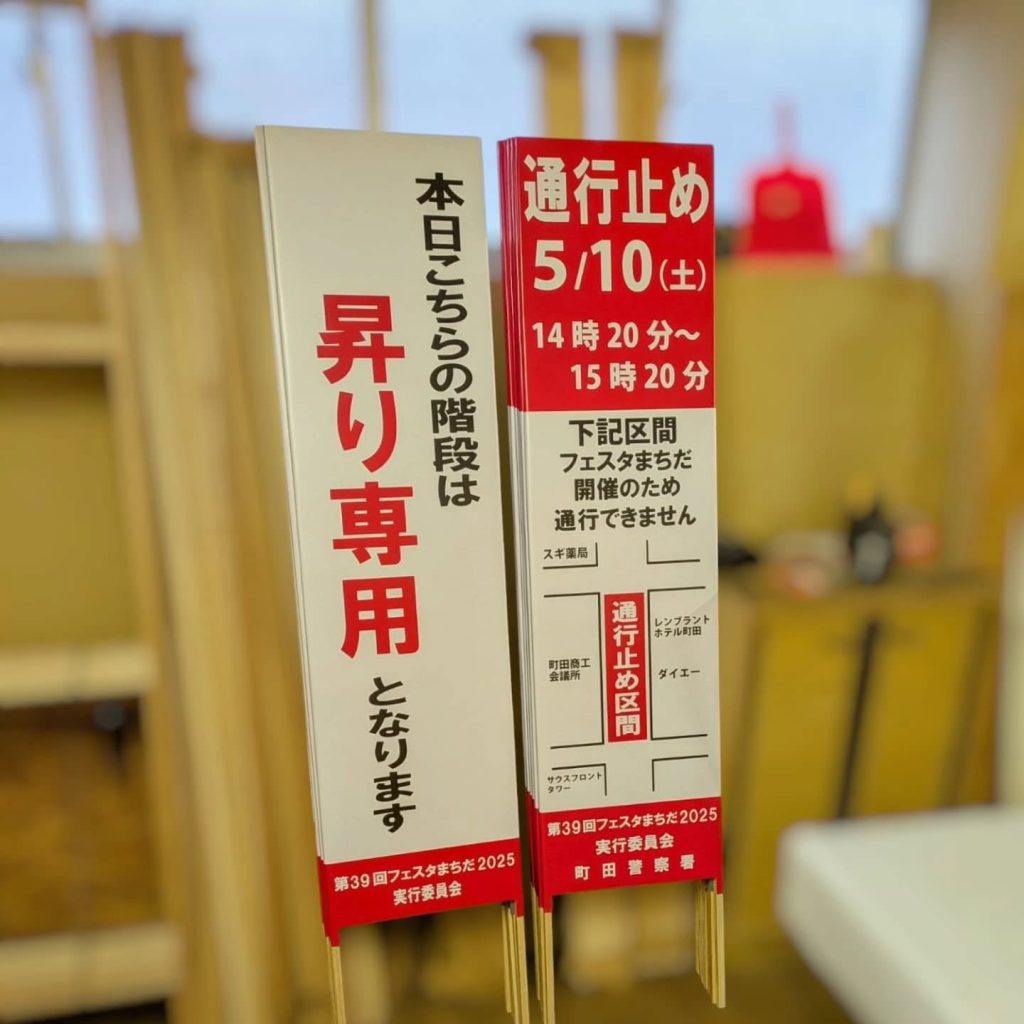 本日こちらの階段は
昇り専用
となります
第39回フェスタまちだ2025
実行委員会
通行止め
5/10(土)
14時20分〜
15時20分
下記区間
フェスタまちだ
開催のため
通行できません
スギ薬局
通行止め区間
レンブラント
ホテル町田
町田商工
会議所
ダイエー
サウスフロント
タワー
第39回フェスタまちだ2025
実行委員会
町田警察署